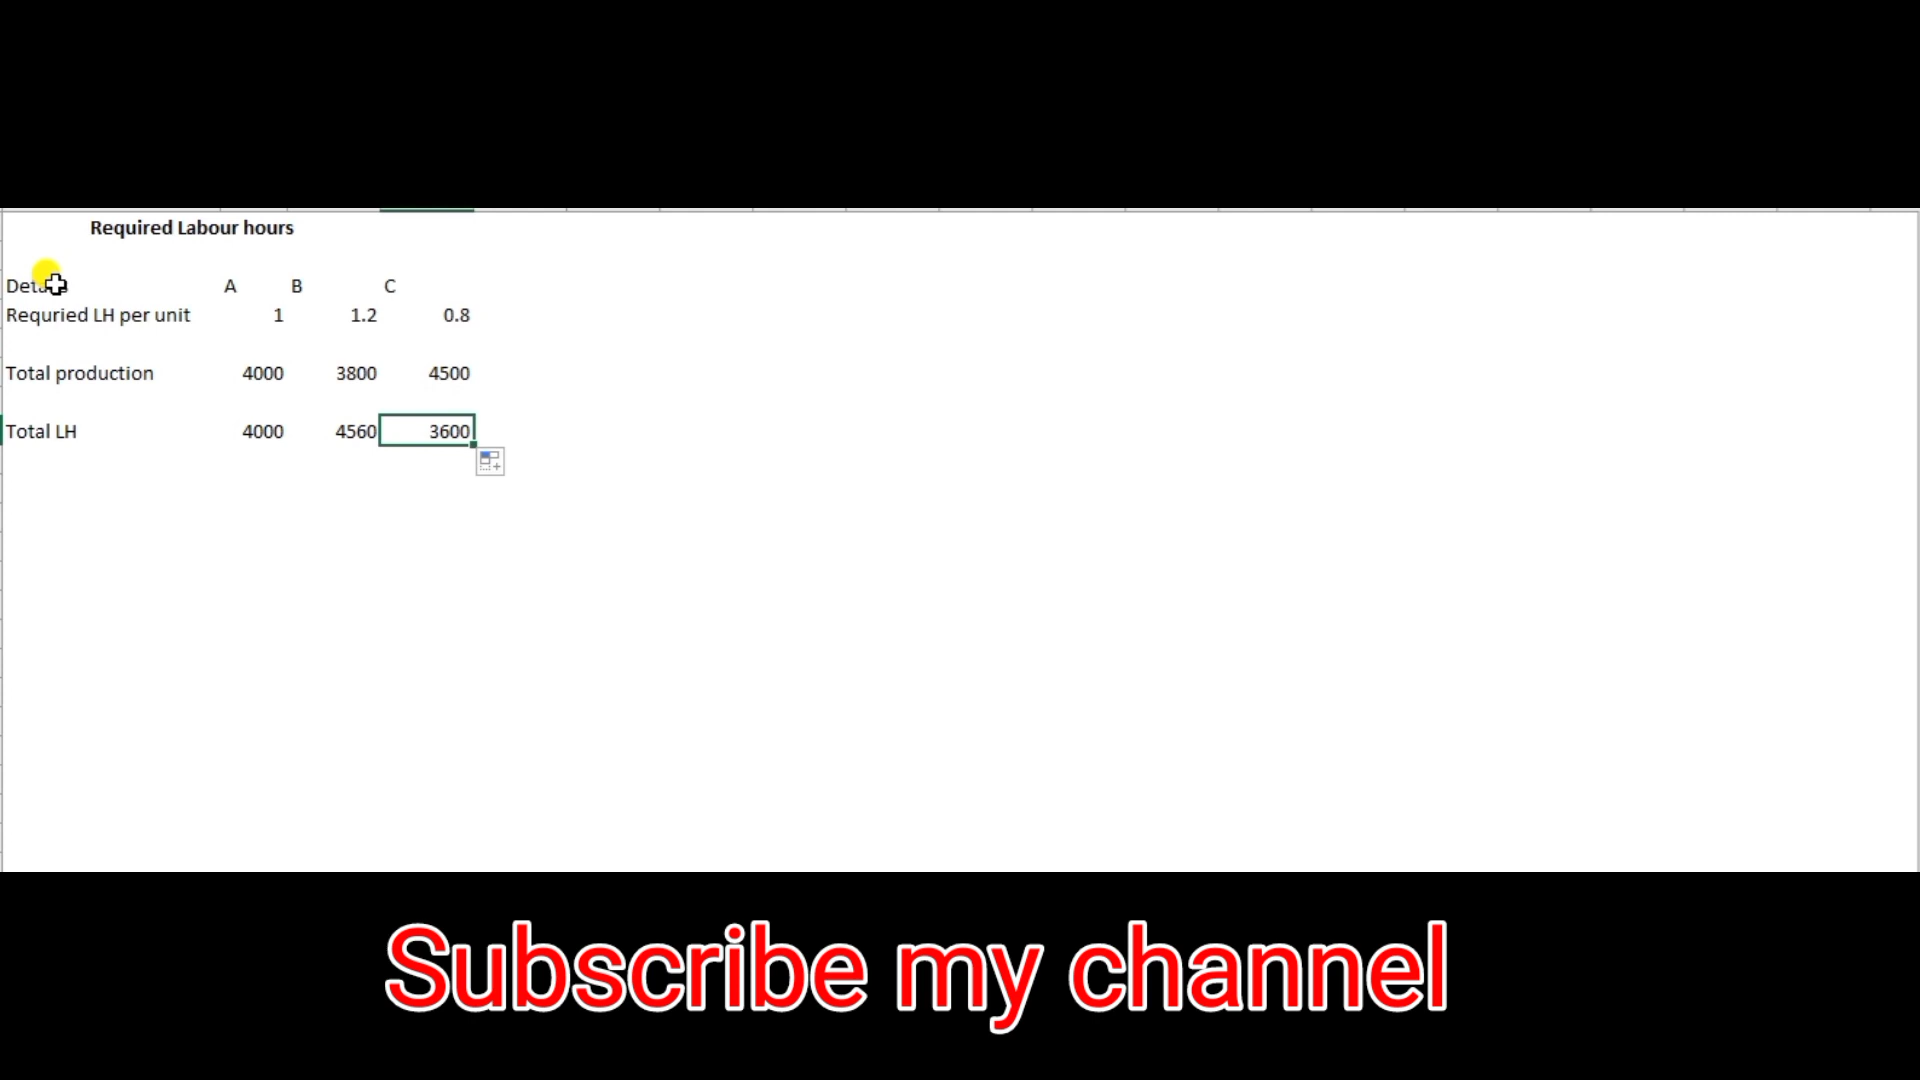 Required Labour hours
A B C
Requried LH per unit 1 1.2 0.8
Total production 4000 3800 4500
Total LH 4000 4560 3600
Subscribe my channel